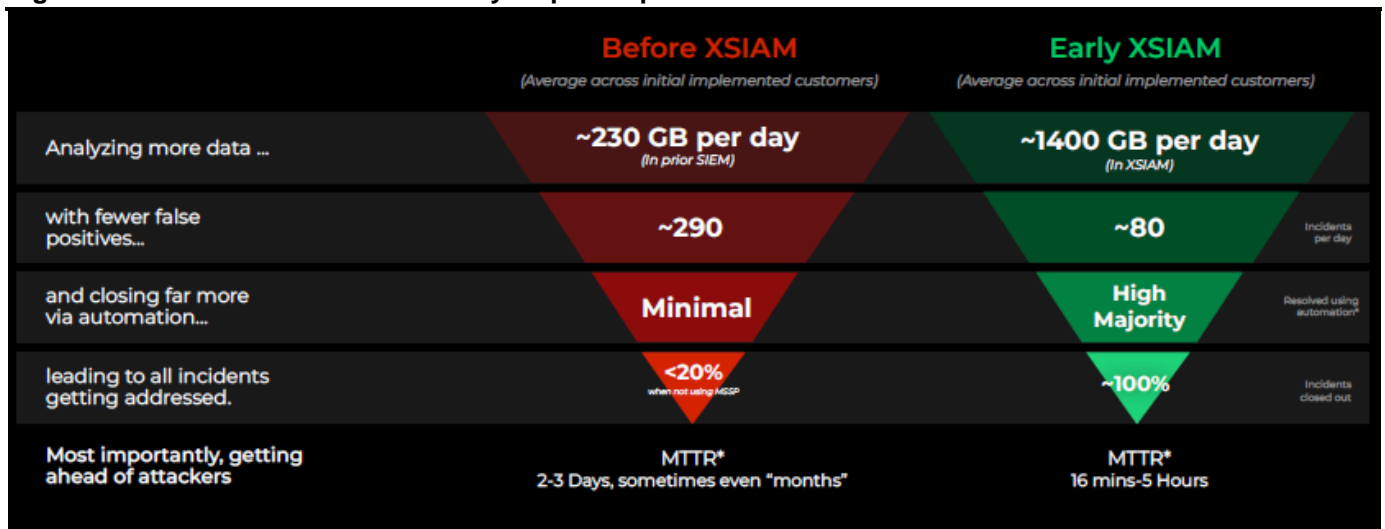 Before XSIAM
Early XSIAM
(Average across initial implemented customers)
(Average across initial implemented customers)
Analyzing more data ...
~230 GB per day
(In prior SIEM)
~1400 GB per day
(In XSIAM)
with fewer false
positives...
~290
~80
Incidents
per day
and closing far more
via automation...
Minimal
High
Majority
Resolved using
automation*
leading to all incidents
getting addressed.
<20%
when not using MSSP
~100%
Incidents
closed out
Most importantly, getting
ahead of attackers
MTTR*
2-3 Days, sometimes even "months"
MTTR*
16 mins-5 Hours